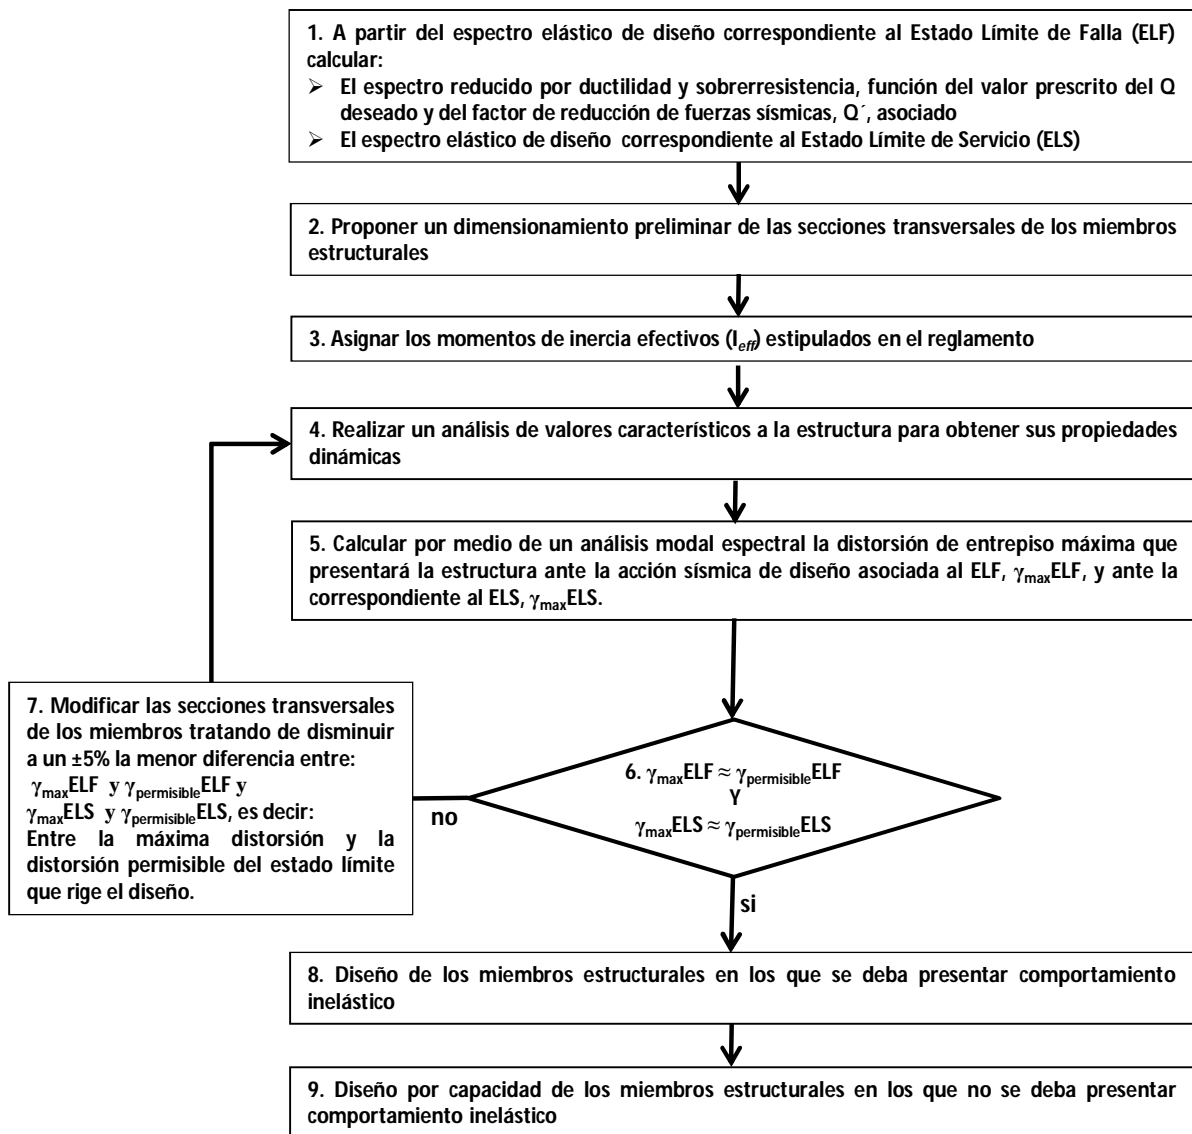 1. A partir del espectro elástico de diseño correspondiente al Estado Límite de Falla (ELF)
calcular:
➢ El espectro reducido por ductilidad y sobrerresistencia, función del valor prescrito del Q
deseado y del factor de reducción de fuerzas sísmicas, Q´, asociado
➢ El espectro elástico de diseño correspondiente al Estado Límite de Servicio (ELS)
2. Proponer un dimensionamiento preliminar de las secciones transversales de los miembros
estructurales
3. Asignar los momentos de inercia efectivos (Ieff) estipulados en el reglamento
4. Realizar un análisis de valores característicos a la estructura para obtener sus propiedades
dinámicas
5. Calcular por medio de un análisis modal espectral la distorsión de entrepiso máxima que
presentará la estructura ante la acción sísmica de diseño asociada al ELF, γmaxELF, y ante la
correspondiente al ELS, γmaxELS.
6. γmaxELF ≈ γpermisibleELF
Y
γmaxELS ≈ γpermisibleELS
no
7. Modificar las secciones transversales
de los miembros tratando de disminuir
a un ±5% la menor diferencia entre:
γmaxELF y γpermisibleELF y
γmaxELS y γpermisibleELS, es decir:
Entre la máxima distorsión y la
distorsión permisible del estado límite
que rige el diseño.
si
8. Diseño de los miembros estructurales en los que se deba presentar comportamiento
inelástico
9. Diseño por capacidad de los miembros estructurales en los que no se deba presentar
comportamiento inelástico